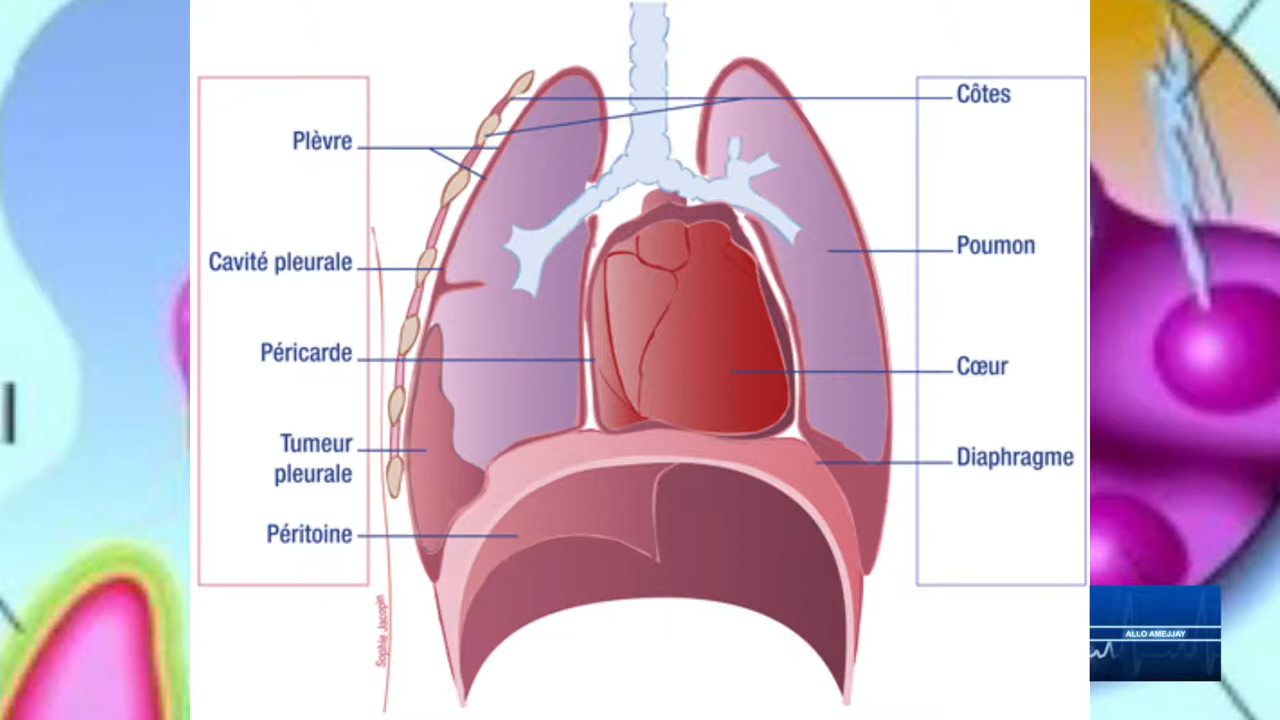 Plèvre
Cavité pleurale
Péricarde
Tumeur
pleurale
Péritoine
Côtes
Poumon
Cœur
Diaphragme
Sophie Jacopin
ALLO AMEJJAY